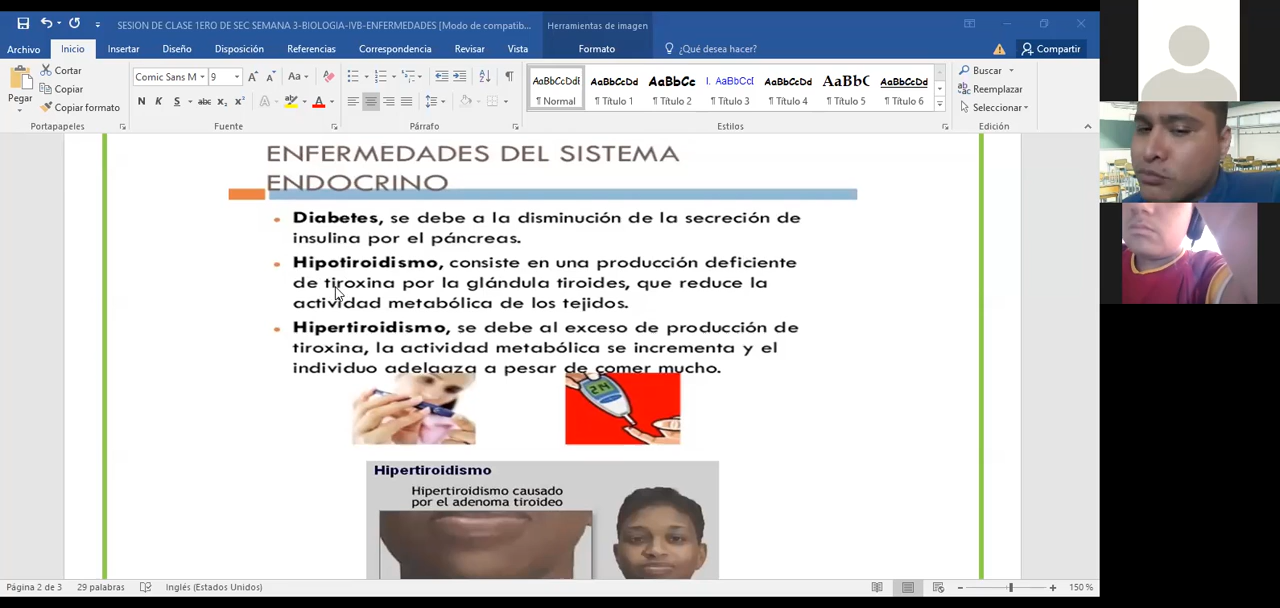 SESION DE CLASE 1ERO DE SEC SEMANA 3-BIOLOGIA-IVB-ENFERMEDADES [Modo de compatib...
Herramientas de imagen
Archivo Inicio Insertar Diseño Disposición Referencias Correspondencia Revisar Vista Formato ¿Qué desea hacer? Compartir
Pegar
Cortar
Copiar
Copiar formato
Portapapeles
Comic Sans M 9 Aa
N K S abc x₂ x² A A
Fuente
Párrafo
AaBbCcDdE AaBbCcDd AaBbCc I. AaBbCcD AaBbCcDd AaBbC AaBbCcDd
¶ Normal ¶ Título 1 ¶ Título 2 ¶ Título 3 ¶ Título 4 ¶ Título 5 ¶ Título 6
Estilos
Buscar
Reemplazar
Seleccionar
Edición
ENFERMEDADES DEL SISTEMA
ENDOCRINO
• Diabetes, se debe a la disminución de la secreción de
insulina por el páncreas.
• Hipotiroidismo, consiste en una producción deficiente
de tiroxina por la glándula tiroides, que reduce la
actividad metabólica de los tejidos.
• Hipertiroidismo, se debe al exceso de producción de
tiroxina, la actividad metabólica se incrementa y el
individuo adelgaza a pesar de comer mucho.
Hipertiroidismo
Hipertiroidismo causado
por el adenoma tiroideo
Página 2 de 3 29 palabras Inglés (Estados Unidos) 150 %